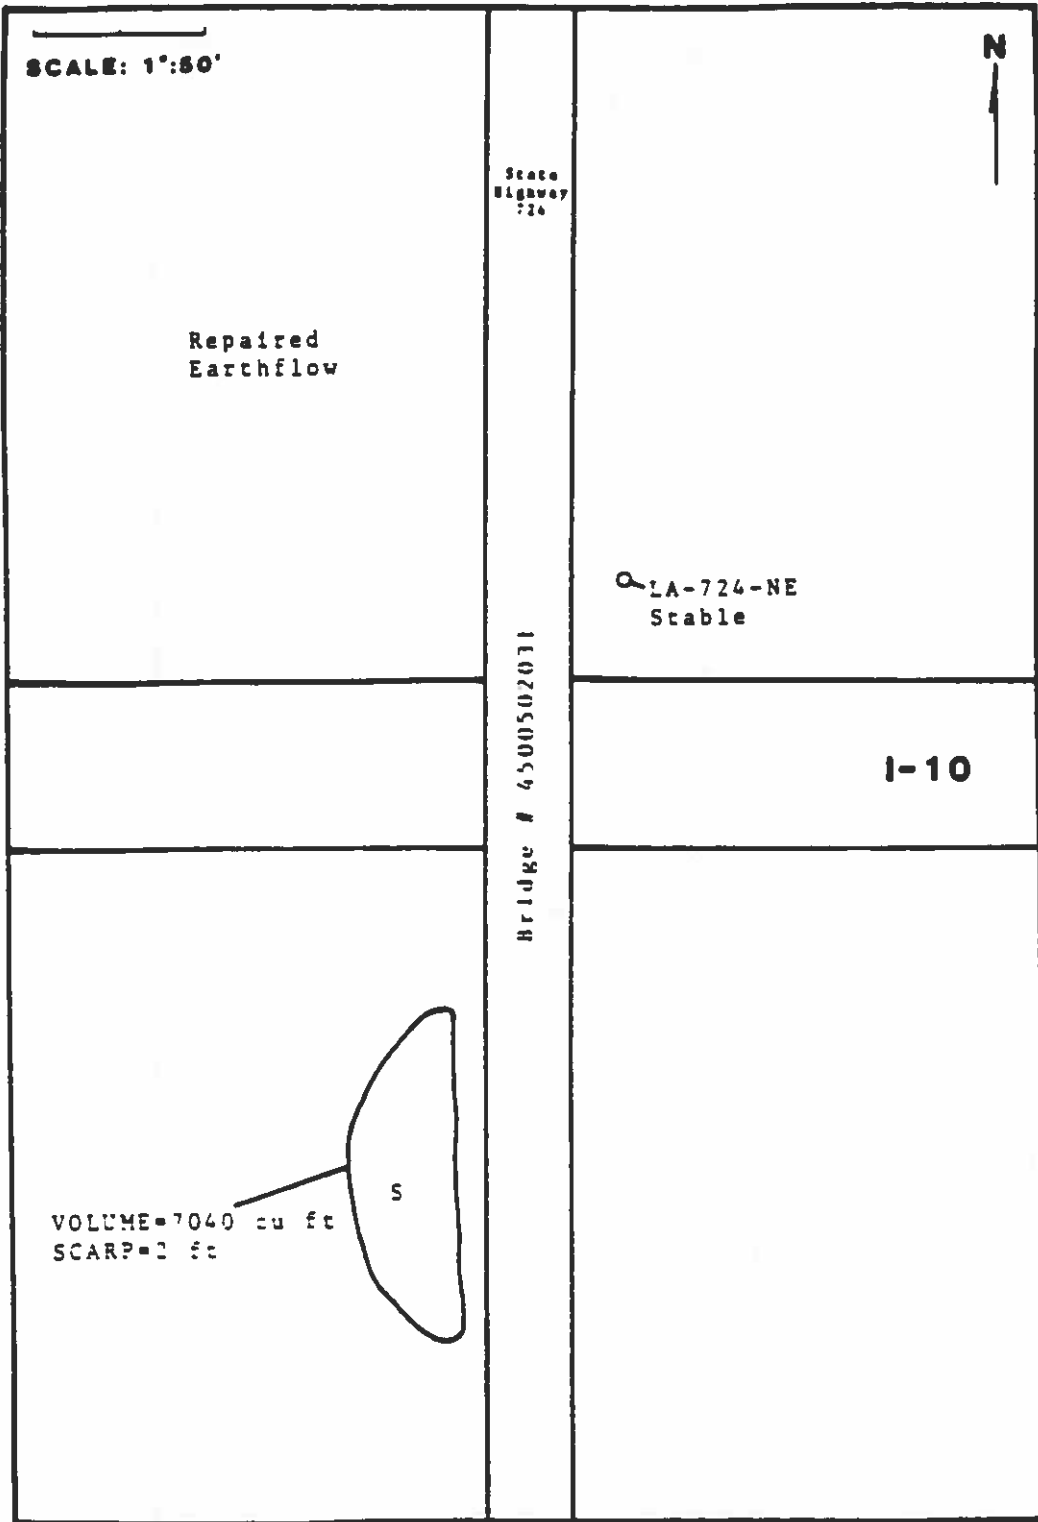 SCALE: 1":50'
N
State
Highway
724
Repaired
Earthflow
LA-724-NE
Stable
Bridge # 4500502031
I-10
S
VOLUME=7040 cu ft
SCARP=2 ft